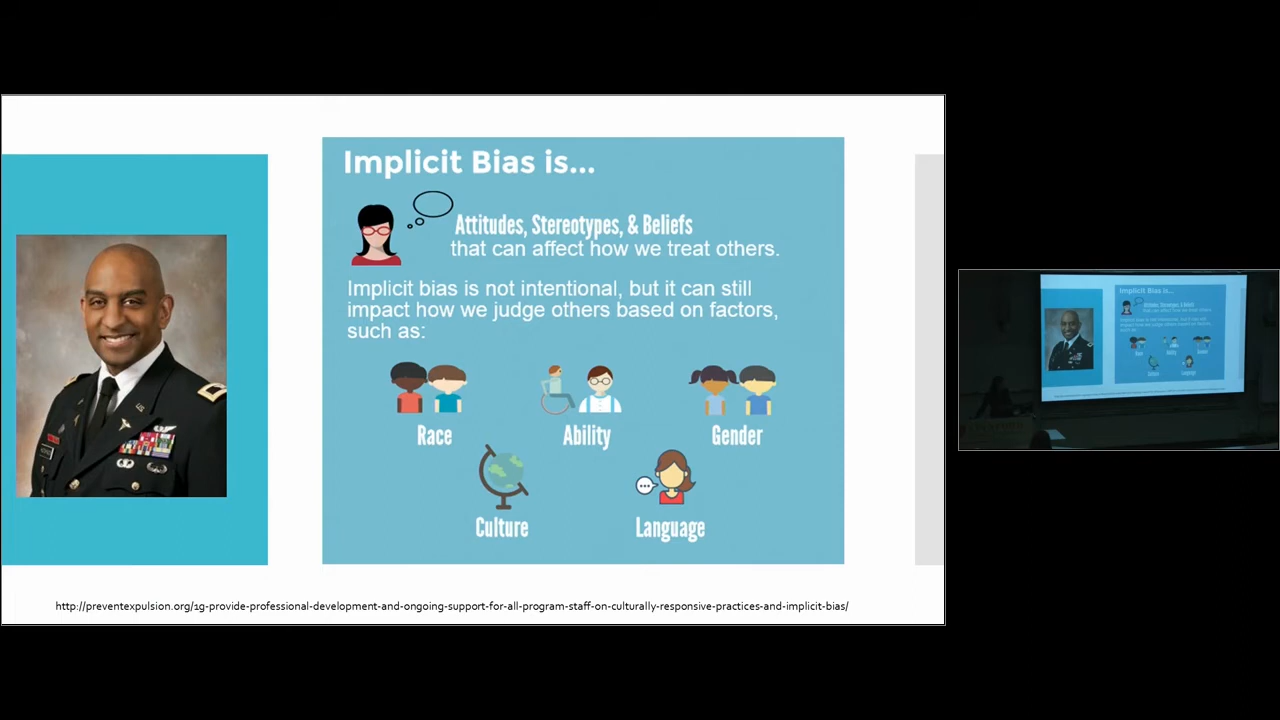 Implicit Bias is...
Attitudes, Stereotypes, & Beliefs
that can affect how we treat others.
Implicit bias is not intentional, but it can still
impact how we judge others based on factors,
such as:
Race
Ability
Gender
Culture
Language
http://preventexpulsion.org/1g-provide-professional-development-and-ongoing-support-for-all-program-staff-on-culturally-responsive-practices-and-implicit-bias/
Implicit Bias is...